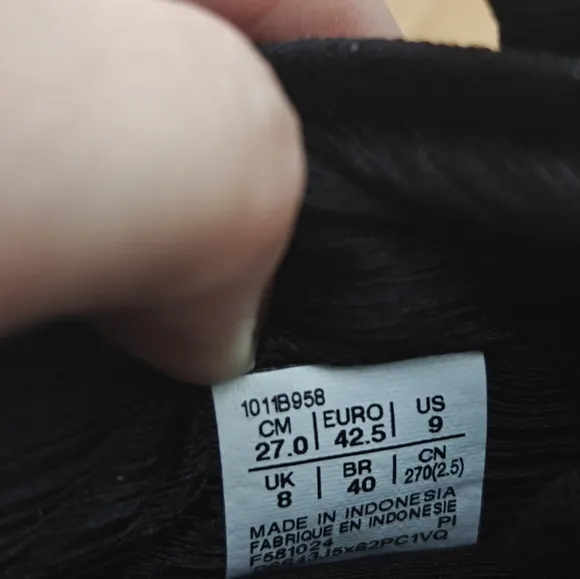 1011B958
CM EURO US
27.0 42.5 9
UK BR CN
8 40 270(2.5)
MADE IN INDONESIA
FABRIQUE EN INDONESIE
PI
F581024